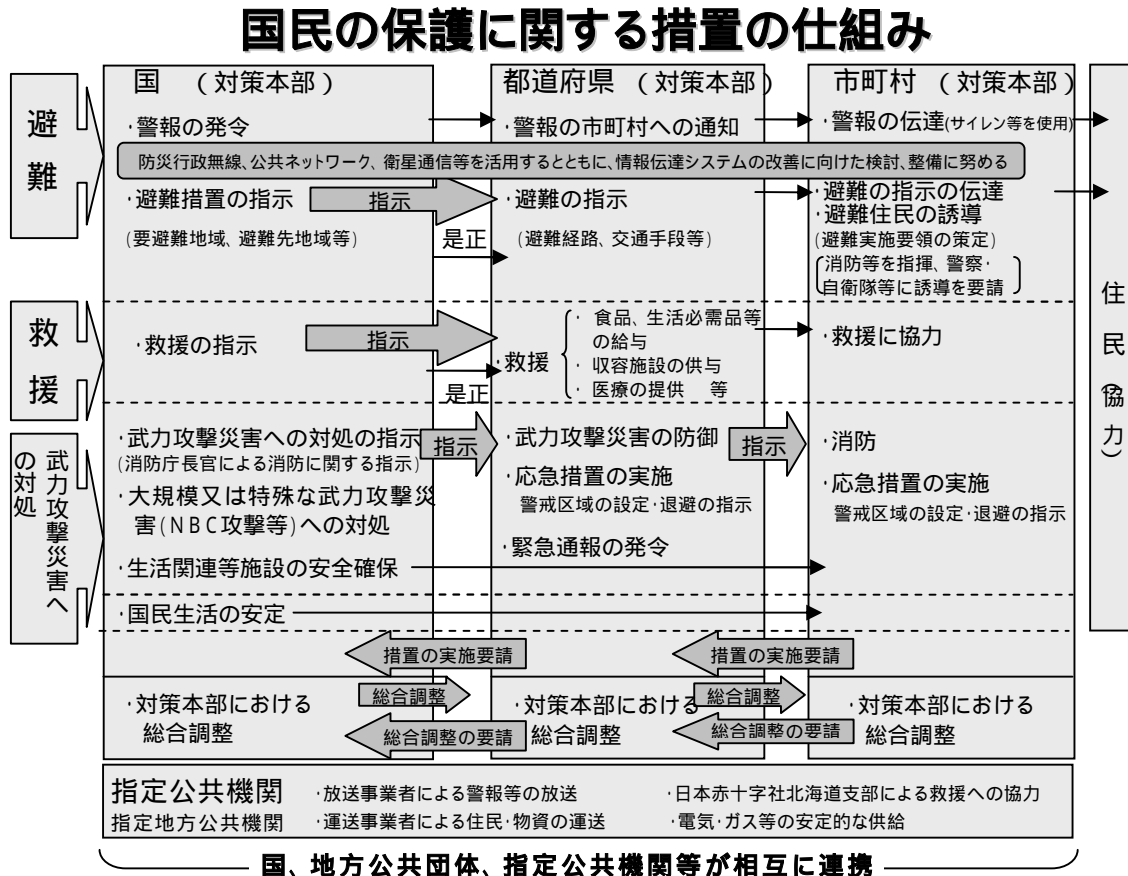 国民の保護に関する措置の仕組み
避難
国 (対策本部)
都道府県 (対策本部)
市町村 (対策本部)
・警報の発令
・警報の市町村への通知
・警報の伝達(サイレン等を使用)
防災行政無線、公共ネットワーク、衛星通信等を活用するとともに、情報伝達システムの改善に向けた検討、整備に努める
・避難措置の指示
指示
・避難の指示
・避難の指示の伝達
・避難住民の誘導
(要避難地域、避難先地域等)
是正
(避難経路、交通手段等)
(避難実施要領の策定)
消防等を指揮、警察・
自衛隊等に誘導を要請
住民(協力)
救援
・救援の指示
指示
是正
・救援
・ 食品、生活必需品等
の給与
・ 収容施設の供与
・ 医療の提供 等
・救援に協力
武力攻撃災害へ
の対処
・武力攻撃災害への対処の指示
(消防庁長官による消防に関する指示)
指示
・武力攻撃災害の防御
指示
・消防
・大規模又は特殊な武力攻撃災
害(NBC攻撃等)への対処
・応急措置の実施
警戒区域の設定・退避の指示
・応急措置の実施
警戒区域の設定・退避の指示
・緊急通報の発令
・生活関連等施設の安全確保
・国民生活の安定
措置の実施要請
措置の実施要請
・対策本部における
総合調整
総合調整
総合調整の要請
・対策本部における
総合調整
総合調整
総合調整の要請
・対策本部における
総合調整
指定公共機関
・放送事業者による警報等の放送
・日本赤十字社北海道支部による救援への協力
指定地方公共機関
・運送事業者による住民・物資の運送
・電気・ガス等の安定的な供給
国、地方公共団体、指定公共機関等が相互に連携